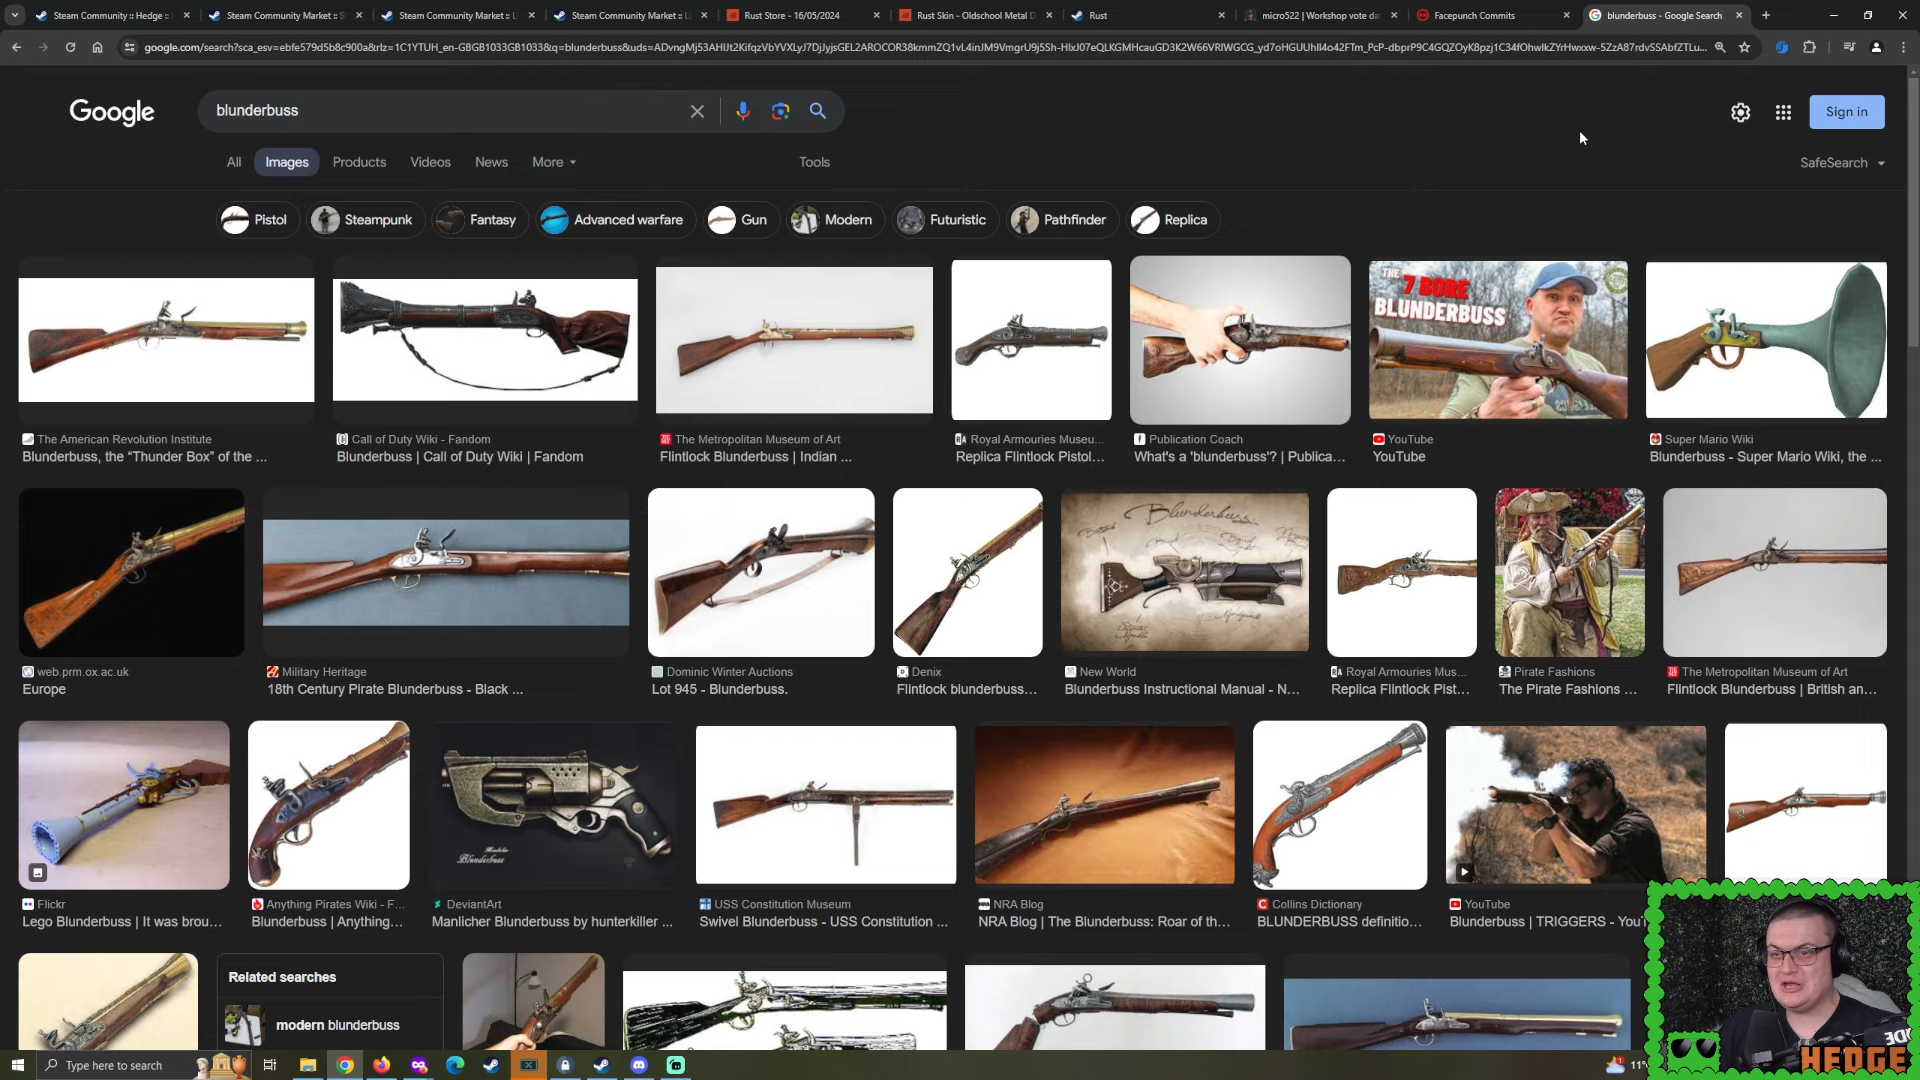 Steam Community :: Hedge ::
Steam Community Market :: S
Steam Community Market :: Li
Steam Community Market :: Li
Rust Store - 16/05/2024
Rust Skin - Oldschool Metal D
Rust
micro522 | Workshop vote da
Facepunch Commits
blunderbuss - Google Search
Google
blunderbuss
Sign in
All
Images
Products
Videos
News
More
Tools
SafeSearch
Pistol
Steampunk
Fantasy
Advanced warfare
Gun
Modern
Futuristic
Pathfinder
Replica
THE
7 BORE
BLUNDERBUSS
The American Revolution Institute
Blunderbuss, the “Thunder Box” of the ...
Call of Duty Wiki - Fandom
Blunderbuss | Call of Duty Wiki | Fandom
The Metropolitan Museum of Art
Flintlock Blunderbuss | Indian ...
Royal Armouries Museu...
Replica Flintlock Pistol...
Publication Coach
What's a 'blunderbuss'? | Publica...
YouTube
YouTube
Super Mario Wiki
Blunderbuss - Super Mario Wiki, the ...
Blunderbuss
web.prm.ox.ac.uk
Europe
Military Heritage
18th Century Pirate Blunderbuss - Black ...
Dominic Winter Auctions
Lot 945 - Blunderbuss.
Denix
Flintlock blunderbuss...
New World
Blunderbuss Instructional Manual - N...
Royal Armouries Mus...
Replica Flintlock Pist...
Pirate Fashions
The Pirate Fashions ...
The Metropolitan Museum of Art
Flintlock Blunderbuss | British an...
Blunderbuss
Flickr
Lego Blunderbuss | It was brou...
Anything Pirates Wiki - F...
Blunderbuss | Anything...
DeviantArt
Manlicher Blunderbuss by hunterkiller ...
USS Constitution Museum
Swivel Blunderbuss - USS Constitution ...
NRA Blog
NRA Blog | The Blunderbuss: Roar of th...
Collins Dictionary
BLUNDERBUSS definitio...
YouTube
Blunderbuss | TRIGGERS - You
Related searches
modern blunderbuss
Type here to search
11°
HEDGE